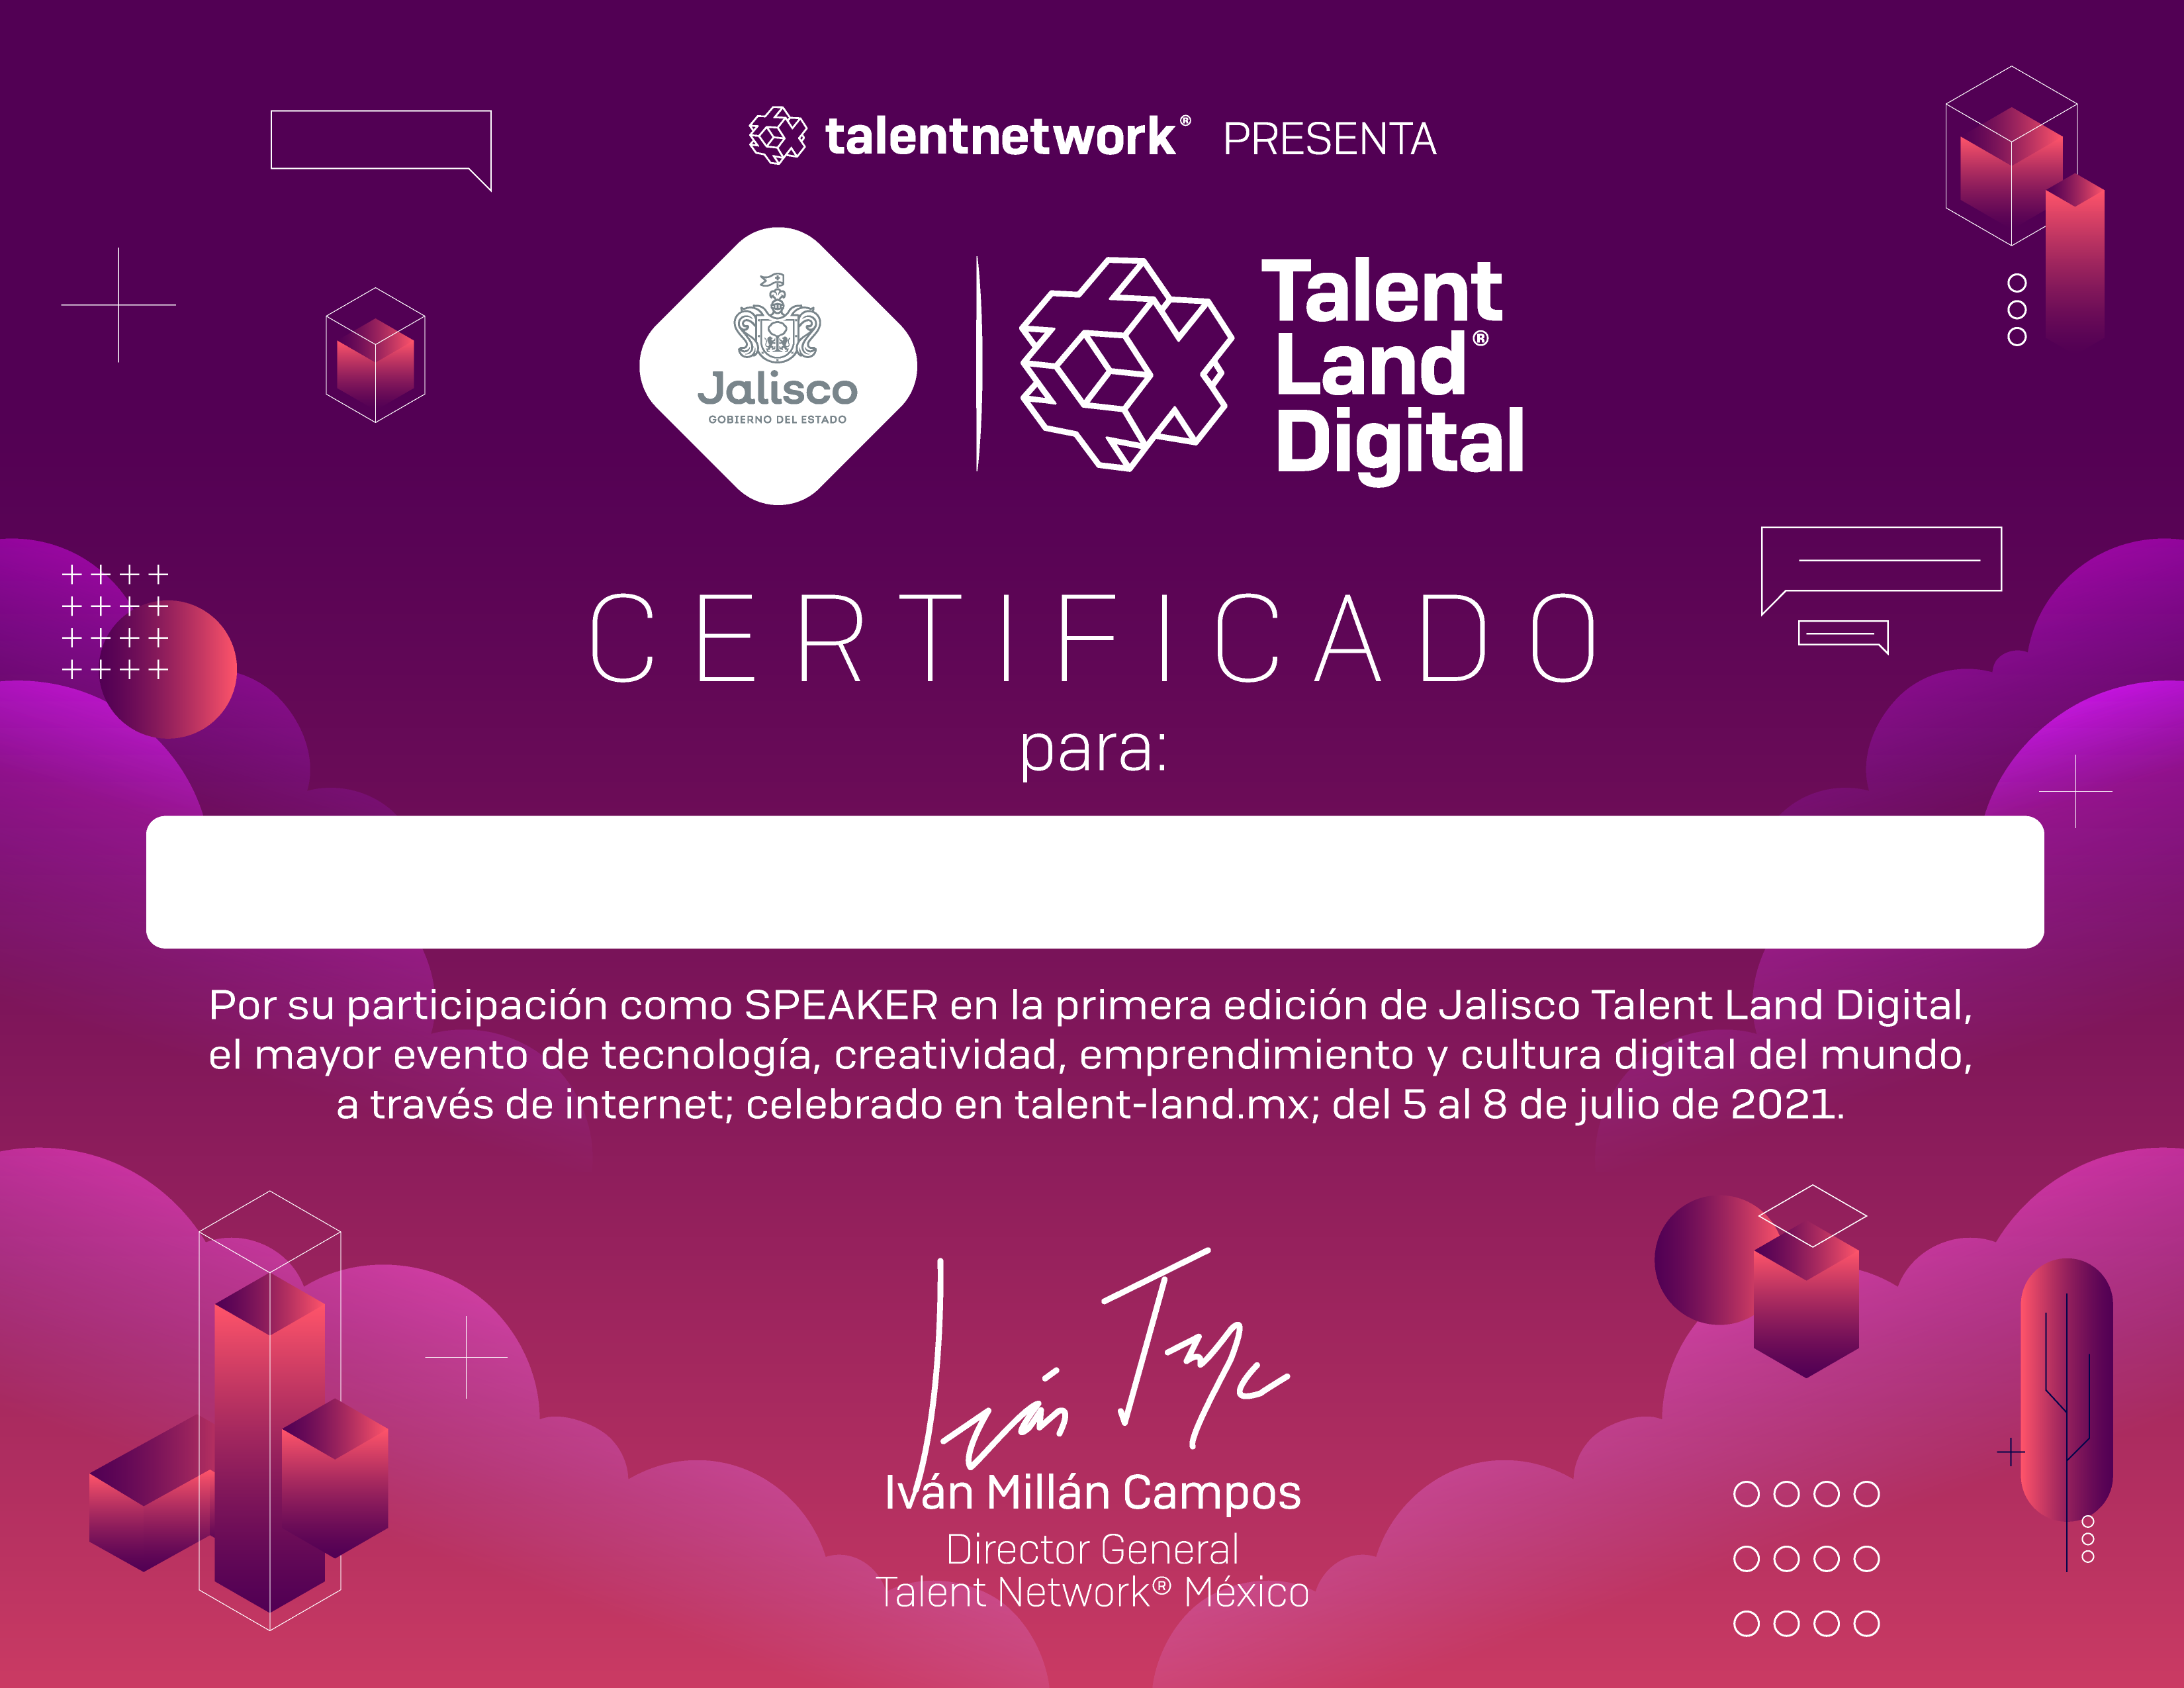 talentnetwork® PRESENTA
Jalisco
GOBIERNO DEL ESTADO
Talent
Land®
Digital
CERTIFICADO
para:
Por su participación como SPEAKER en la primera edición de Jalisco Talent Land Digital,
el mayor evento de tecnología, creatividad, emprendimiento y cultura digital del mundo,
a través de internet; celebrado en talent-land.mx; del 5 al 8 de julio de 2021.
Iván Millán Campos
Director General
Talent Network® México